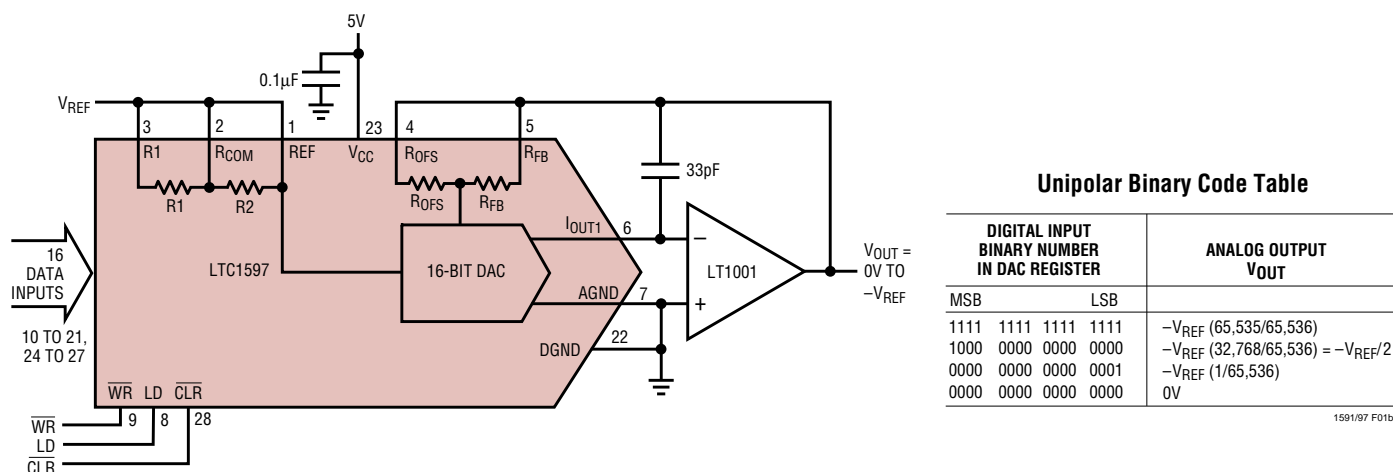 5V
0.1µF
VREF
3
2
1
23
4
5
R1
RCOM
REF
VCC
ROFS
RFB
33pF
R1
R2
ROFS
RFB
IOUT1
6
–
LT1001
+
VOUT =
0V TO
–VREF
16
DATA
INPUTS
LTC1597
16-BIT DAC
AGND
7
10 TO 21,
24 TO 27
DGND
22
WR
LD
CLR
WR
9
8
28
LD
CLR
Unipolar Binary Code Table
DIGITAL INPUT
BINARY NUMBER
IN DAC REGISTER
ANALOG OUTPUT
VOUT
MSB LSB
1111 1111 1111 1111 –VREF (65,535/65,536)
1000 0000 0000 0000 –VREF (32,768/65,536) = –VREF/2
0000 0000 0000 0001 –VREF (1/65,536)
0000 0000 0000 0000 0V
1591/97 F01b